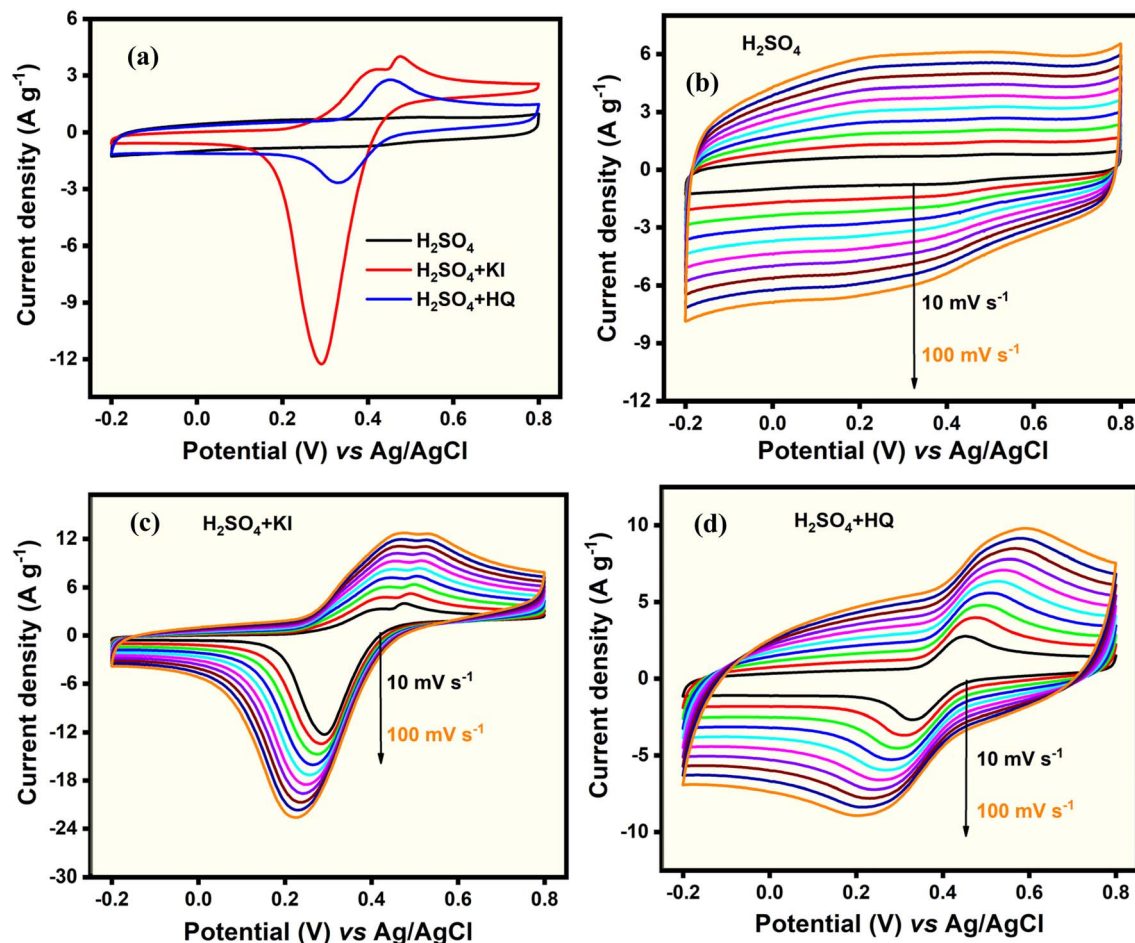 (a)
6
3
0
-3
-6
-9
-12
Current density (A g⁻¹)
H₂SO₄
H₂SO₄+KI
H₂SO₄+HQ
-0.2 0.0 0.2 0.4 0.6 0.8
Potential (V) vs Ag/AgCl
(b)
H₂SO₄
6
3
0
-3
-6
-9
-12
Current density (A g⁻¹)
10 mV s⁻¹
100 mV s⁻¹
-0.2 0.0 0.2 0.4 0.6 0.8
Potential (V) vs Ag/AgCl
(c)
H₂SO₄+KI
12
6
0
-6
-12
-18
-24
-30
Current density (A g⁻¹)
10 mV s⁻¹
100 mV s⁻¹
-0.2 0.0 0.2 0.4 0.6 0.8
Potential (V) vs Ag/AgCl
(d)
H₂SO₄+HQ
10
5
0
-5
-10
Current density (A g⁻¹)
10 mV s⁻¹
100 mV s⁻¹
-0.2 0.0 0.2 0.4 0.6 0.8
Potential (V) vs Ag/AgCl